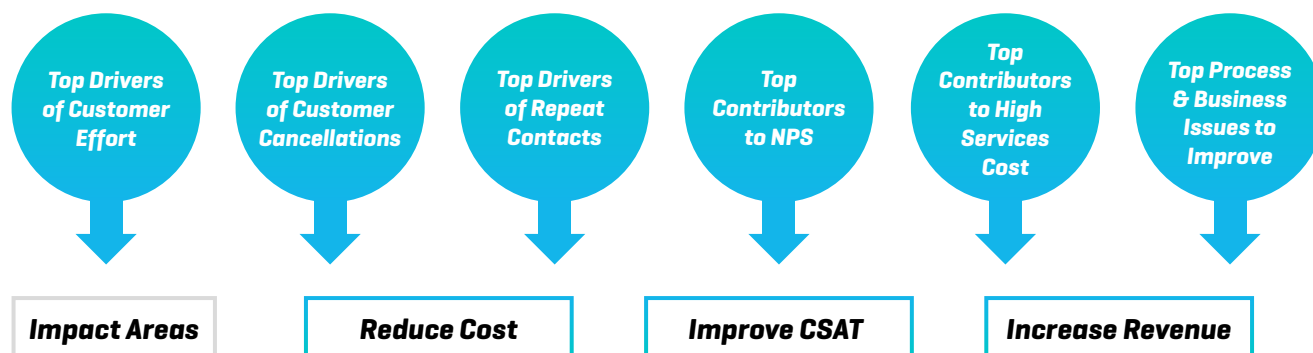 Top Drivers
of Customer
Effort
Top Drivers
of Customer
Cancellations
Top Drivers
of Repeat
Contacts
Top
Contributors
to NPS
Top
Contributors
to High
Services
Cost
Top Process
& Business
Issues to
Improve
Impact Areas
Reduce Cost
Improve CSAT
Increase Revenue